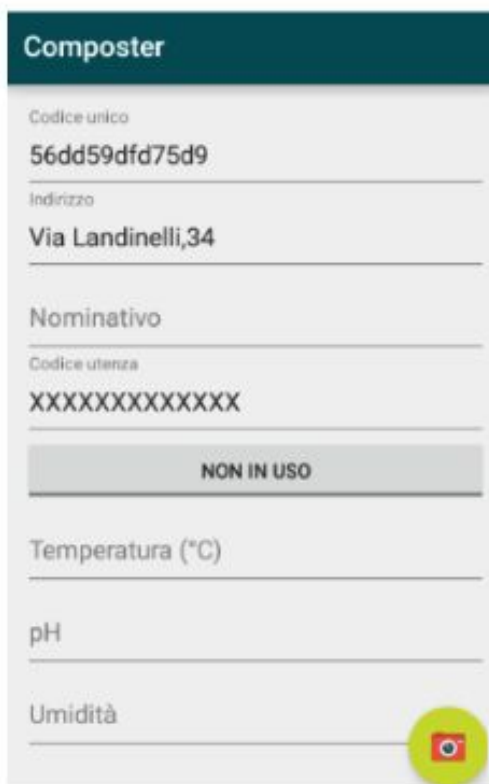 Composter
Codice unico
56dd59dfd75d9
Indirizzo
Via Landinelli,34
Nominativo
Codice utenza
XXXXXXXXXXXXX
NON IN USO
Temperatura (°C)
pH
Umidità